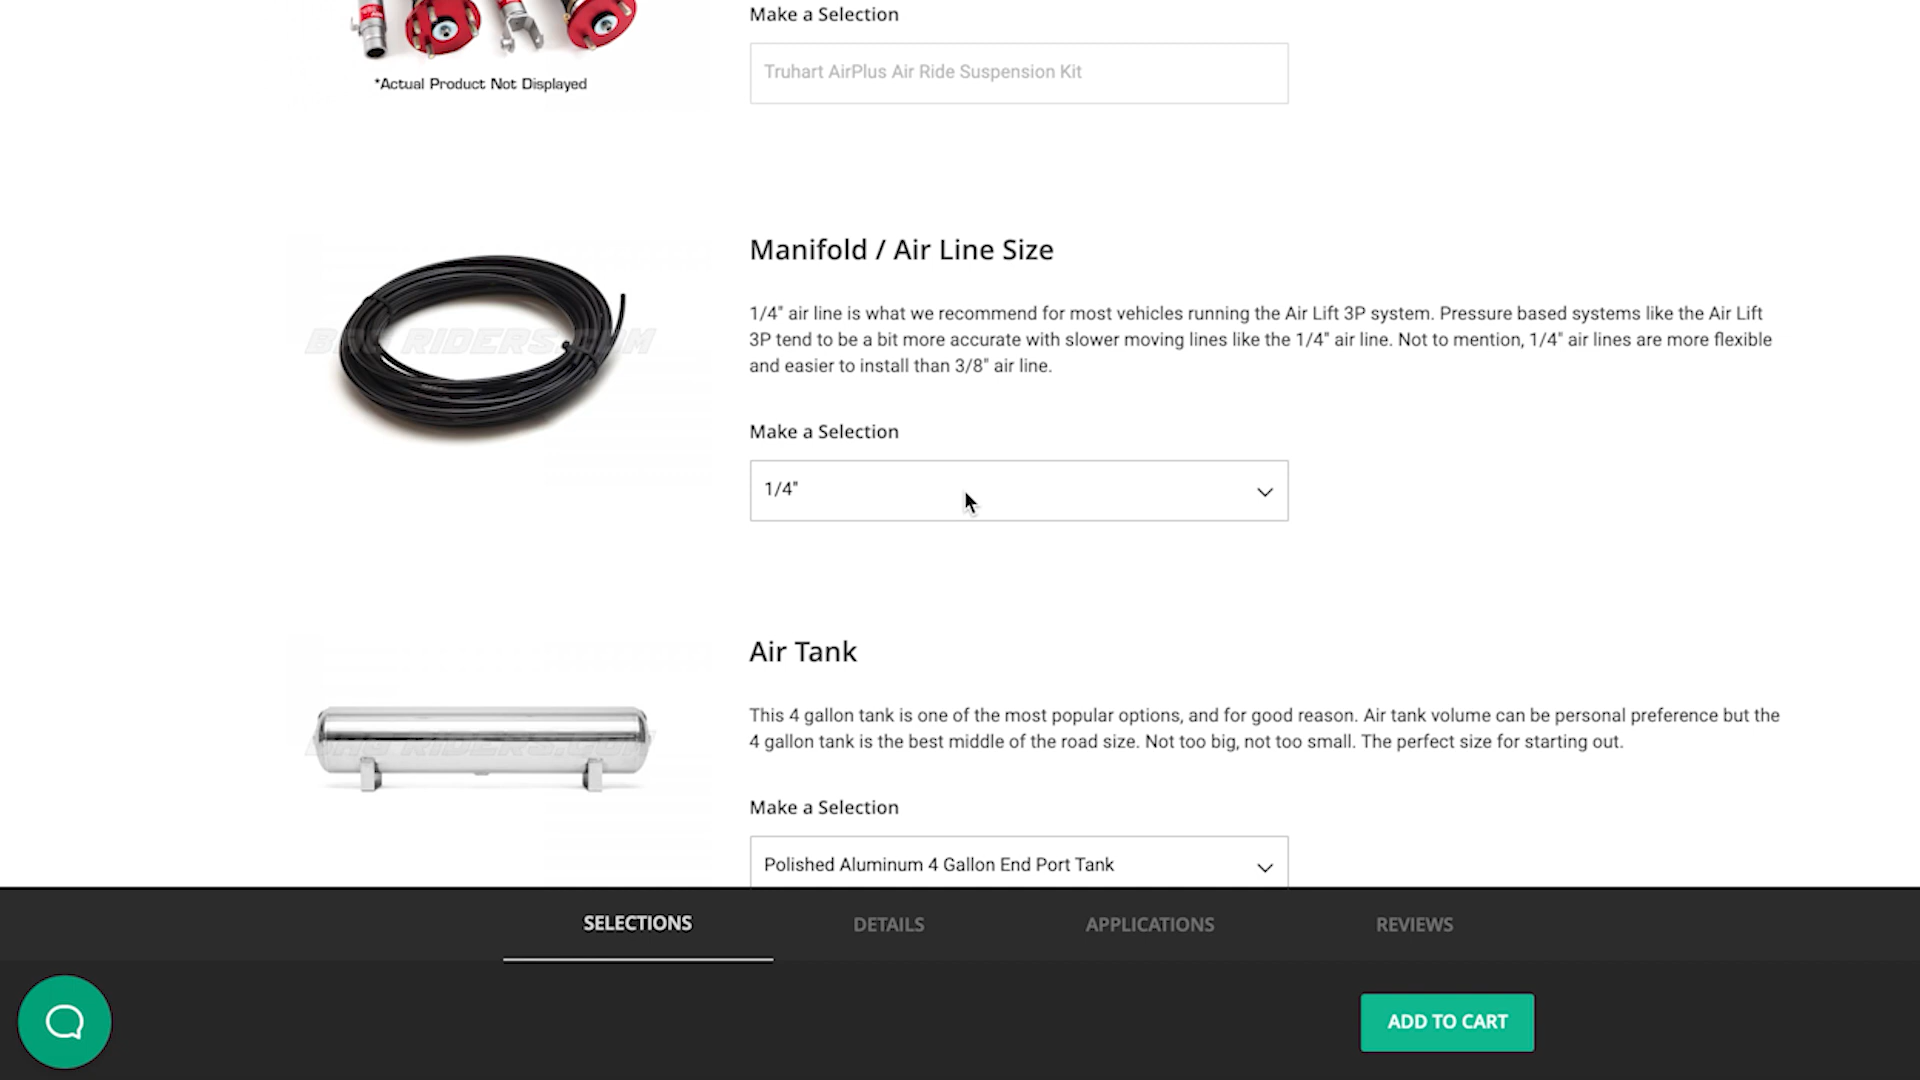 Make a Selection
*Actual Product Not Displayed
Truhart AirPlus Air Ride Suspension Kit
Manifold / Air Line Size
BAG RIDERS.COM
1/4" air line is what we recommend for most vehicles running the Air Lift 3P system. Pressure based systems like the Air Lift
3P tend to be a bit more accurate with slower moving lines like the 1/4" air line. Not to mention, 1/4" air lines are more flexible
and easier to install than 3/8" air line.
Make a Selection
1/4"
Air Tank
BAG RIDERS.COM
This 4 gallon tank is one of the most popular options, and for good reason. Air tank volume can be personal preference but the
4 gallon tank is the best middle of the road size. Not too big, not too small. The perfect size for starting out.
Make a Selection
Polished Aluminum 4 Gallon End Port Tank
SELECTIONS
DETAILS
APPLICATIONS
REVIEWS
ADD TO CART